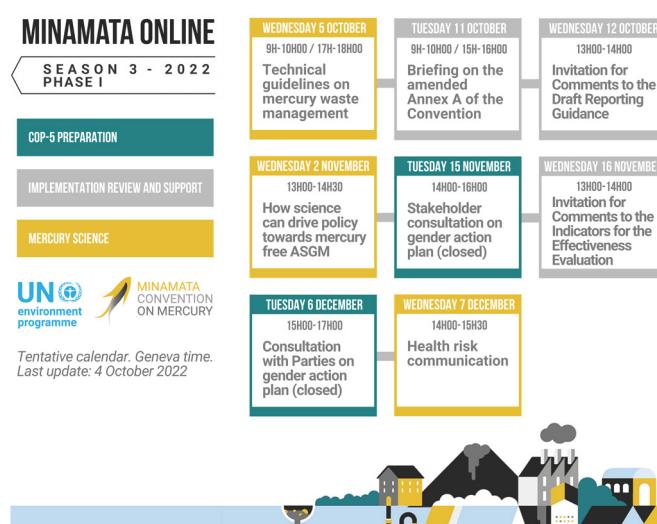 MINAMATA ONLINE
SEASON 3 - 2022
PHASE I
COP-5 PREPARATION
IMPLEMENTATION REVIEW AND SUPPORT
MERCURY SCIENCE
UN
environment
programme
MINAMATA
CONVENTION
ON MERCURY
Tentative calendar. Geneva time.
Last update: 4 October 2022
WEDNESDAY 5 OCTOBER
9H-10H00 / 17H-18H00
Technical
guidelines on
mercury waste
management
TUESDAY 11 OCTOBER
9H-10H00 / 15H-16H00
Briefing on the
amended
Annex A of the
Convention
WEDNESDAY 12 OCTOBER
13H00-14H00
Invitation for
Comments to the
Draft Reporting
Guidance
WEDNESDAY 2 NOVEMBER
13H00-14H30
How science
can drive policy
towards mercury
free ASGM
TUESDAY 15 NOVEMBER
14H00-16H00
Stakeholder
consultation on
gender action
plan (closed)
WEDNESDAY 16 NOVEMBE
13H00-14H00
Invitation for
Comments to the
Indicators for the
Effectiveness
Evaluation
TUESDAY 6 DECEMBER
15H00-17H00
Consultation
with Parties on
gender action
plan (closed)
WEDNESDAY 7 DECEMBER
14H00-15H30
Health risk
communication